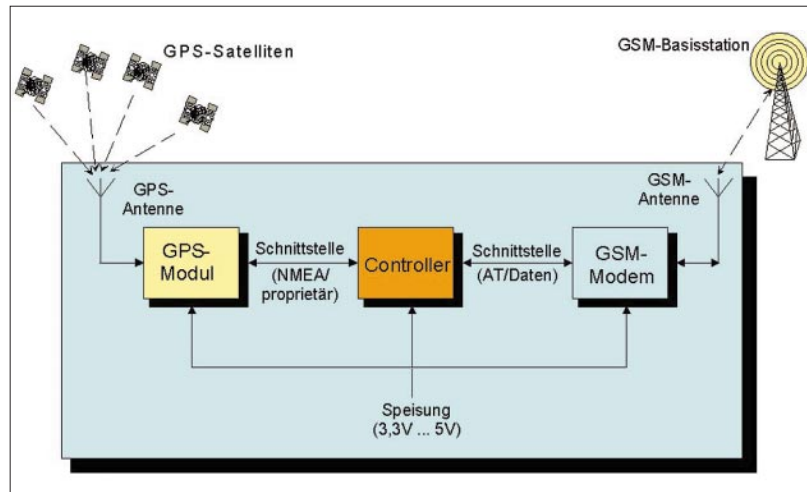 GPS-Satelliten
GSM-Basisstation
GPS-
Antenne
GSM-
Antenne
GPS-
Modul
Schnittstelle
(NMEA/
proprietär)
Controller
Schnittstelle
(AT/Daten)
GSM-
Modem
Speisung
(3,3V ... 5V)